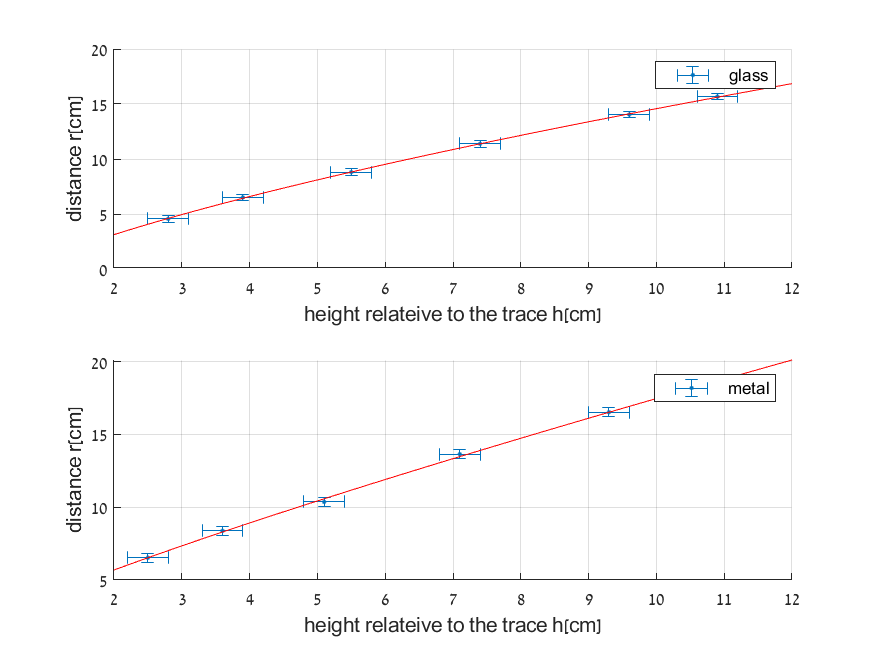 20
15
10
5
0
distance r[cm]
glass
2 3 4 5 6 7 8 9 10 11 12
height relateive to the trace h[cm]
20
15
10
5
distance r[cm]
metal
2 3 4 5 6 7 8 9 10 11 12
height relateive to the trace h[cm]